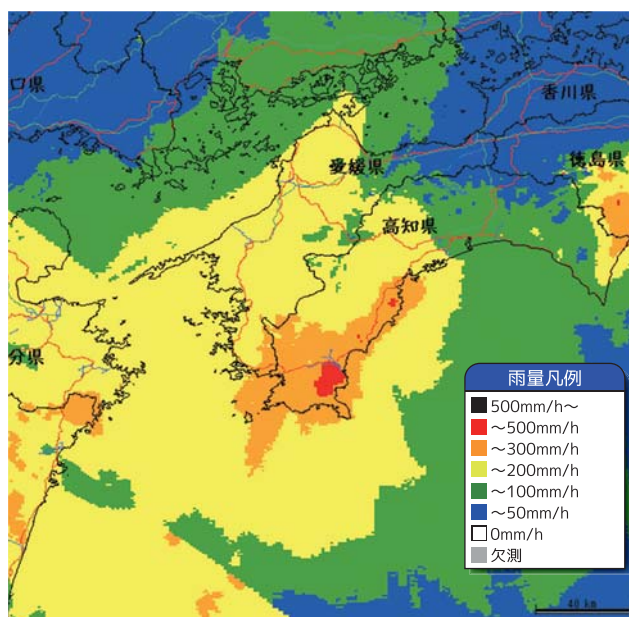 口県
香川県
徳島県
愛媛県
高知県
分県
雨量凡例
500mm/h～
～500mm/h
～300mm/h
～200mm/h
～100mm/h
～50mm/h
0mm/h
欠測
40 km